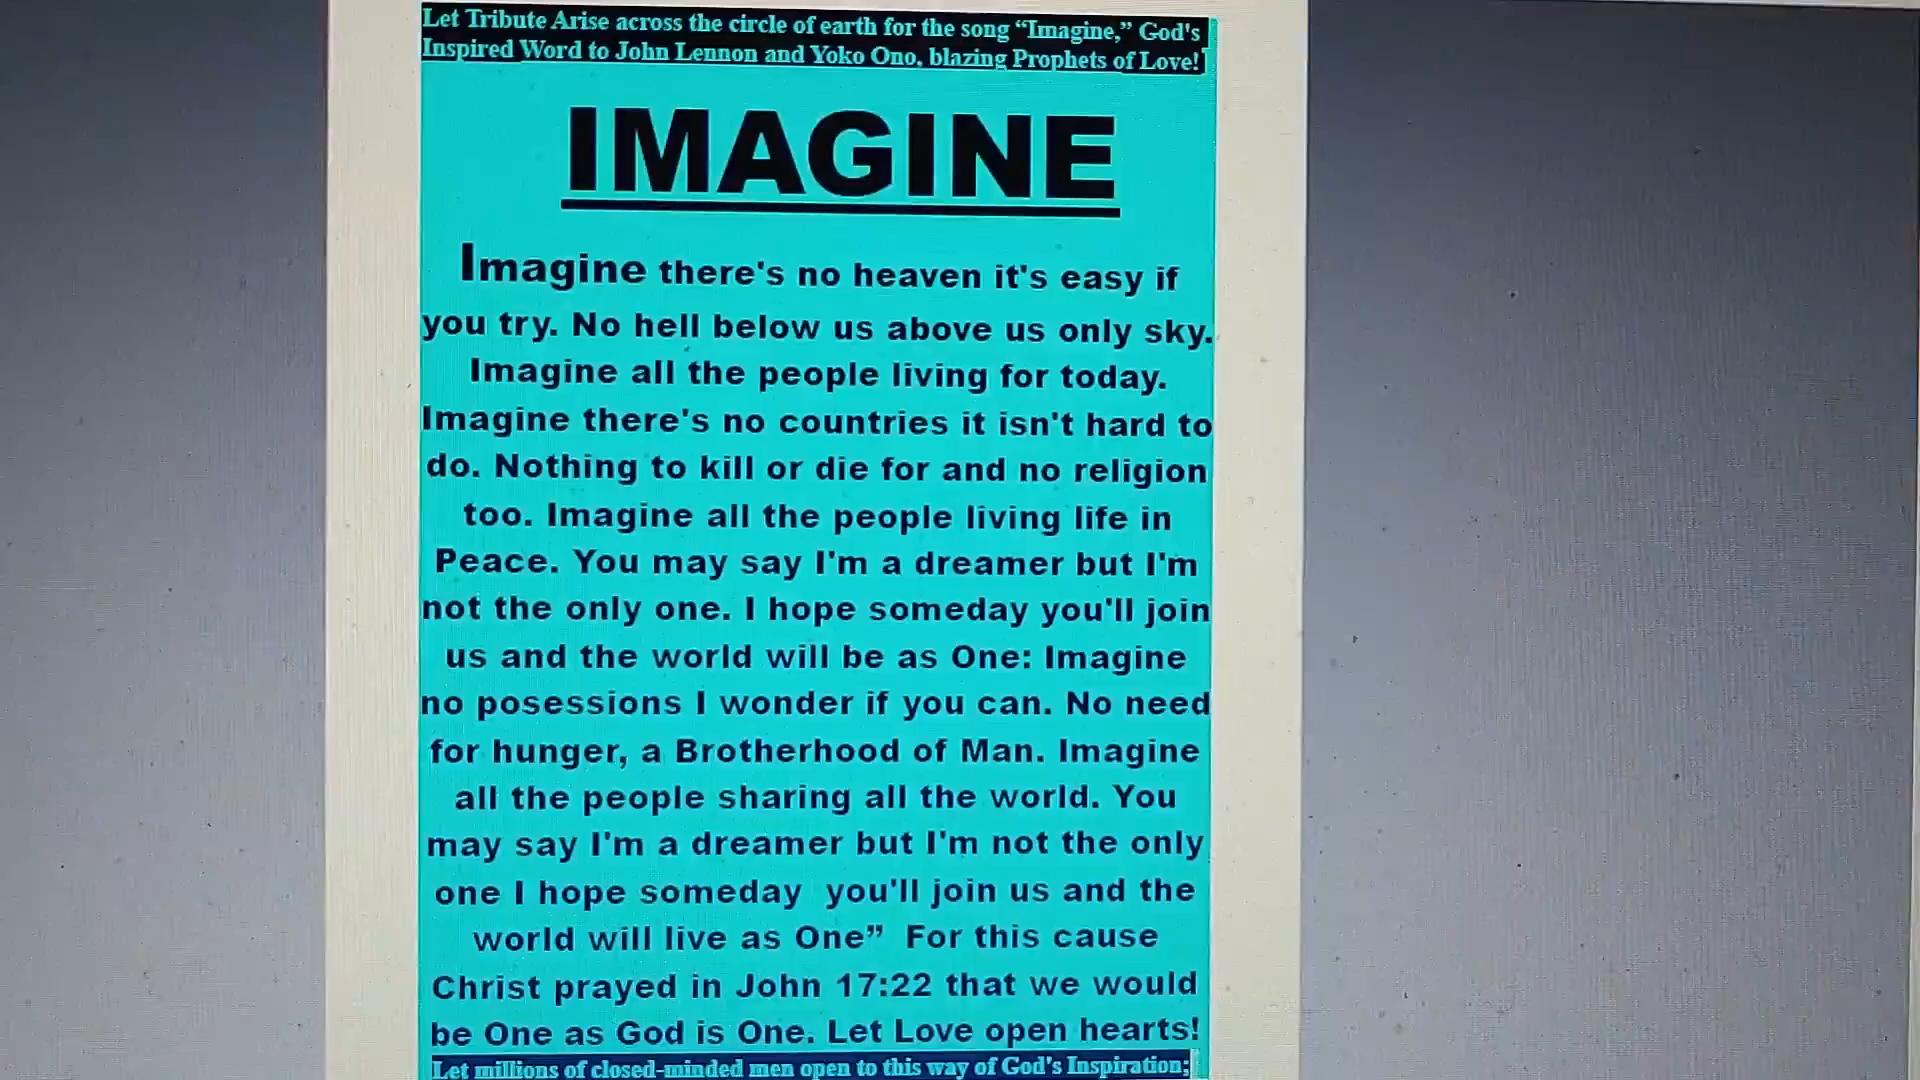 Let Tribute Arise across the circle of earth for the song “Imagine,” God's
Inspired Word to John Lennon and Yoko Ono, blazing Prophets of Love!
IMAGINE
Imagine there's no heaven it's easy if
you try. No hell below us above us only sky.
Imagine all the people living for today.
Imagine there's no countries it isn't hard to
do. Nothing to kill or die for and no religion
too. Imagine all the people living life in
Peace. You may say I'm a dreamer but I'm
not the only one. I hope someday you'll join
us and the world will be as One: Imagine
no posessions I wonder if you can. No need
for hunger, a Brotherhood of Man. Imagine
all the people sharing all the world. You
may say I'm a dreamer but I'm not the only
one I hope someday you'll join us and the
world will live as One” For this cause
Christ prayed in John 17:22 that we would
be One as God is One. Let Love open hearts!
Let millions of closed-minded men open to this way of God's Inspiration;